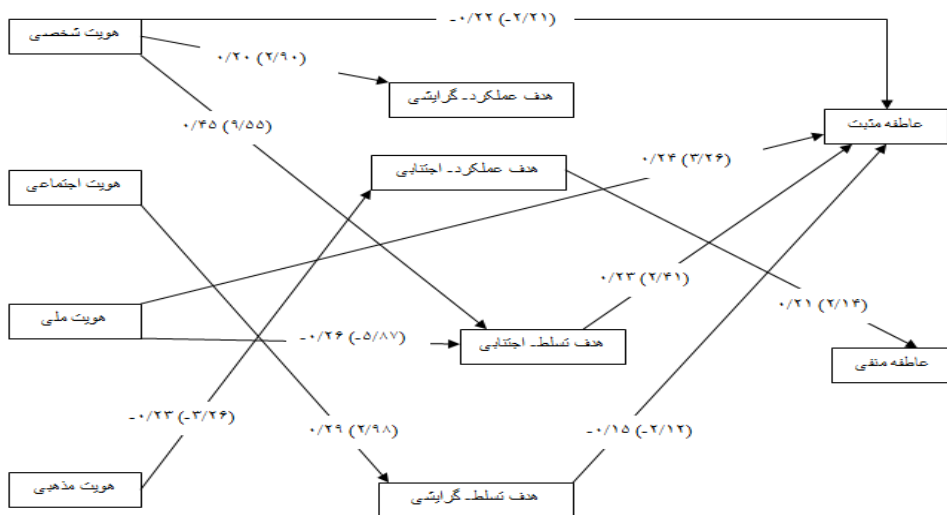 هویت شخصی
-۰/۲۲ (-۲/۲۱)
۰/۲۰ (۲/۹۰)
هدف عملکرد- گرایشی
عاطفه مثبت
۰/۴۵ (۹/۵۵)
۰/۲۴ (۳/۲۶)
هدف عملکرد- اجتنابی
هویت اجتماعی
۰/۲۳ (۲/۴۱)
۰/۲۱ (۲/۱۴)
هویت ملی
-۰/۲۶ (-۵/۸۷)
هدف تسلط- اجتنابی
عاطفه منفی
-۰/۲۳ (-۳/۲۶)
۰/۲۹ (۲/۹۸)
-۰/۱۵ (-۲/۱۲)
هویت مذهبی
هدف تسلط- گرایشی